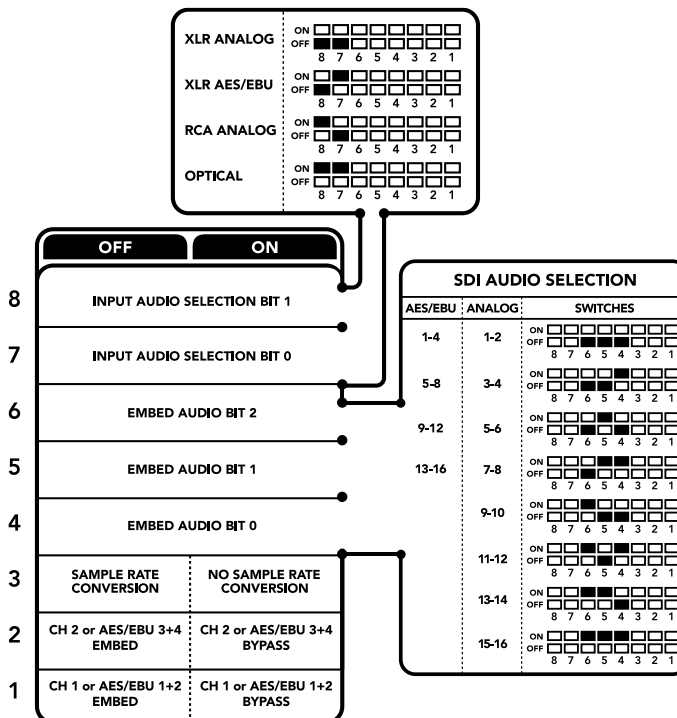 XLR ANALOG
ON
OFF
8 7 6 5 4 3 2 1
XLR AES/EBU
ON
OFF
8 7 6 5 4 3 2 1
RCA ANALOG
ON
OFF
8 7 6 5 4 3 2 1
OPTICAL
ON
OFF
8 7 6 5 4 3 2 1
OFF ON
8 INPUT AUDIO SELECTION BIT 1
7 INPUT AUDIO SELECTION BIT 0
6 EMBED AUDIO BIT 2
5 EMBED AUDIO BIT 1
4 EMBED AUDIO BIT 0
3 SAMPLE RATE CONVERSION NO SAMPLE RATE CONVERSION
2 CH 2 or AES/EBU 3+4 EMBED CH 2 or AES/EBU 3+4 BYPASS
1 CH 1 or AES/EBU 1+2 EMBED CH 1 or AES/EBU 1+2 BYPASS
SDI AUDIO SELECTION
AES/EBU ANALOG SWITCHES
1-4 1-2 ON
OFF
8 7 6 5 4 3 2 1
5-8 3-4 ON
OFF
8 7 6 5 4 3 2 1
9-12 5-6 ON
OFF
8 7 6 5 4 3 2 1
13-16 7-8 ON
OFF
8 7 6 5 4 3 2 1
9-10 ON
OFF
8 7 6 5 4 3 2 1
11-12 ON
OFF
8 7 6 5 4 3 2 1
13-14 ON
OFF
8 7 6 5 4 3 2 1
15-16 ON
OFF
8 7 6 5 4 3 2 1